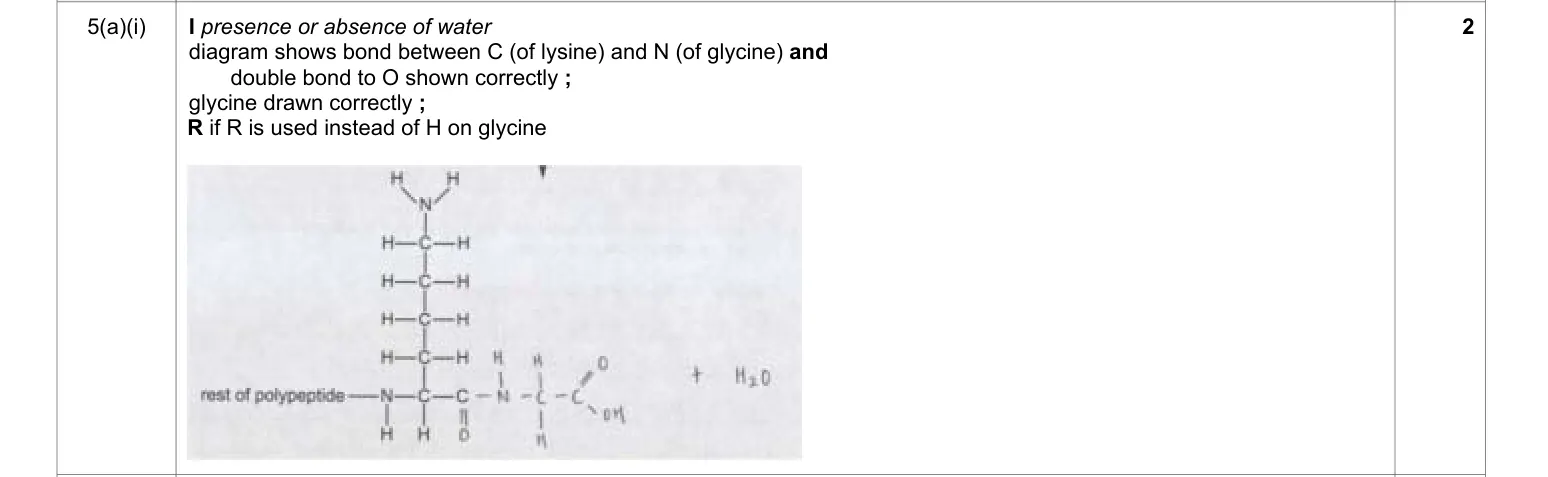 5(a)(i)
I presence or absence of water
diagram shows bond between C (of lysine) and N (of glycine) and
double bond to O shown correctly ;
glycine drawn correctly ;
R if R is used instead of H on glycine
2
H H
N
H—C—H
H—C—H
H—C—H
H—C—H H H O
rest of polypeptide—N—C—C—N—C—C + H₂O
OH
H H O H